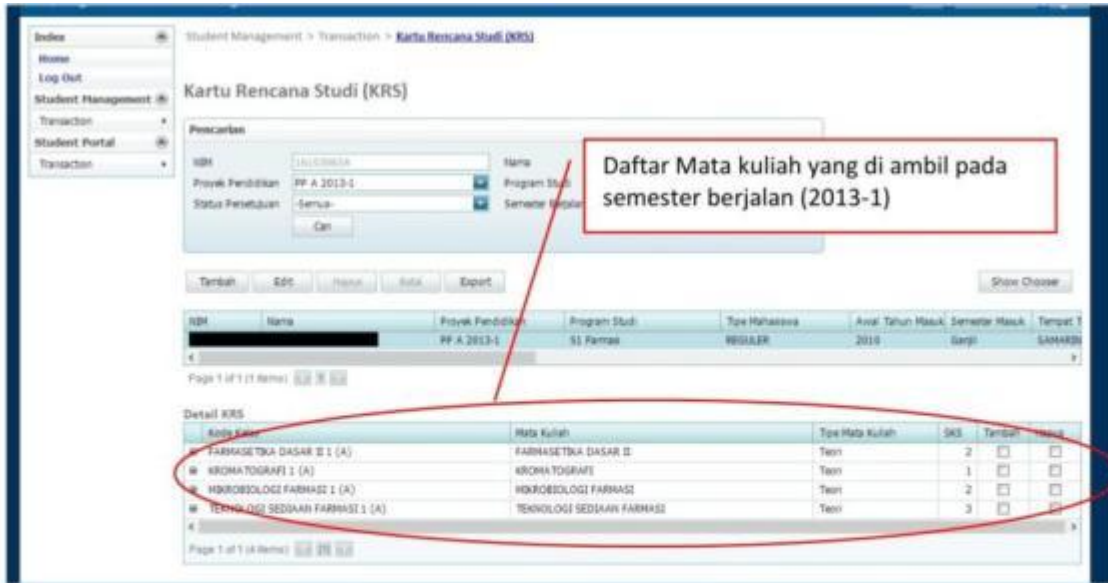 Index
Student Management > Transaction > Kartu Rencana Studi (KRS)
Home
Log Out
Student Management
Transaction
Student Portal
Transaction
Kartu Rencana Studi (KRS)
Pencarian
NIM
Nama
Proyek Pendidikan PF A 2013-1
Program Studi
Status Persetujuan -Semua-
Semester Berjalan
Cari
Daftar Mata kuliah yang di ambil pada
semester berjalan (2013-1)
Tambah Edit Hapus Batal Export Show Choose
NIM Nama Proyek Pendidikan Program Studi Tipe Mahasiswa Awal Tahun Masuk Semester Masuk Tempat T
PF A 2013-1 S1 Farmasi REGULER 2010 Ganjil SAMARIN
Page 1 of 1 (1 items) 1
Detail KRS
Kode Kelas Mata Kuliah Tipe Mata Kuliah SKS Tambah Hapus
FARMASETIKA DASAR II 1 (A) FARMASETIKA DASAR II Teori 2
KROMATOGRAFI 1 (A) KROMATOGRAFI Teori 1
MIKROBIOLOGI FARMASI 1 (A) MIKROBIOLOGI FARMASI Teori 2
TEKNOLOGI SEDIAAN FARMASI 1 (A) TEKNOLOGI SEDIAAN FARMASI Teori 3
Page 1 of 1 (4 items)